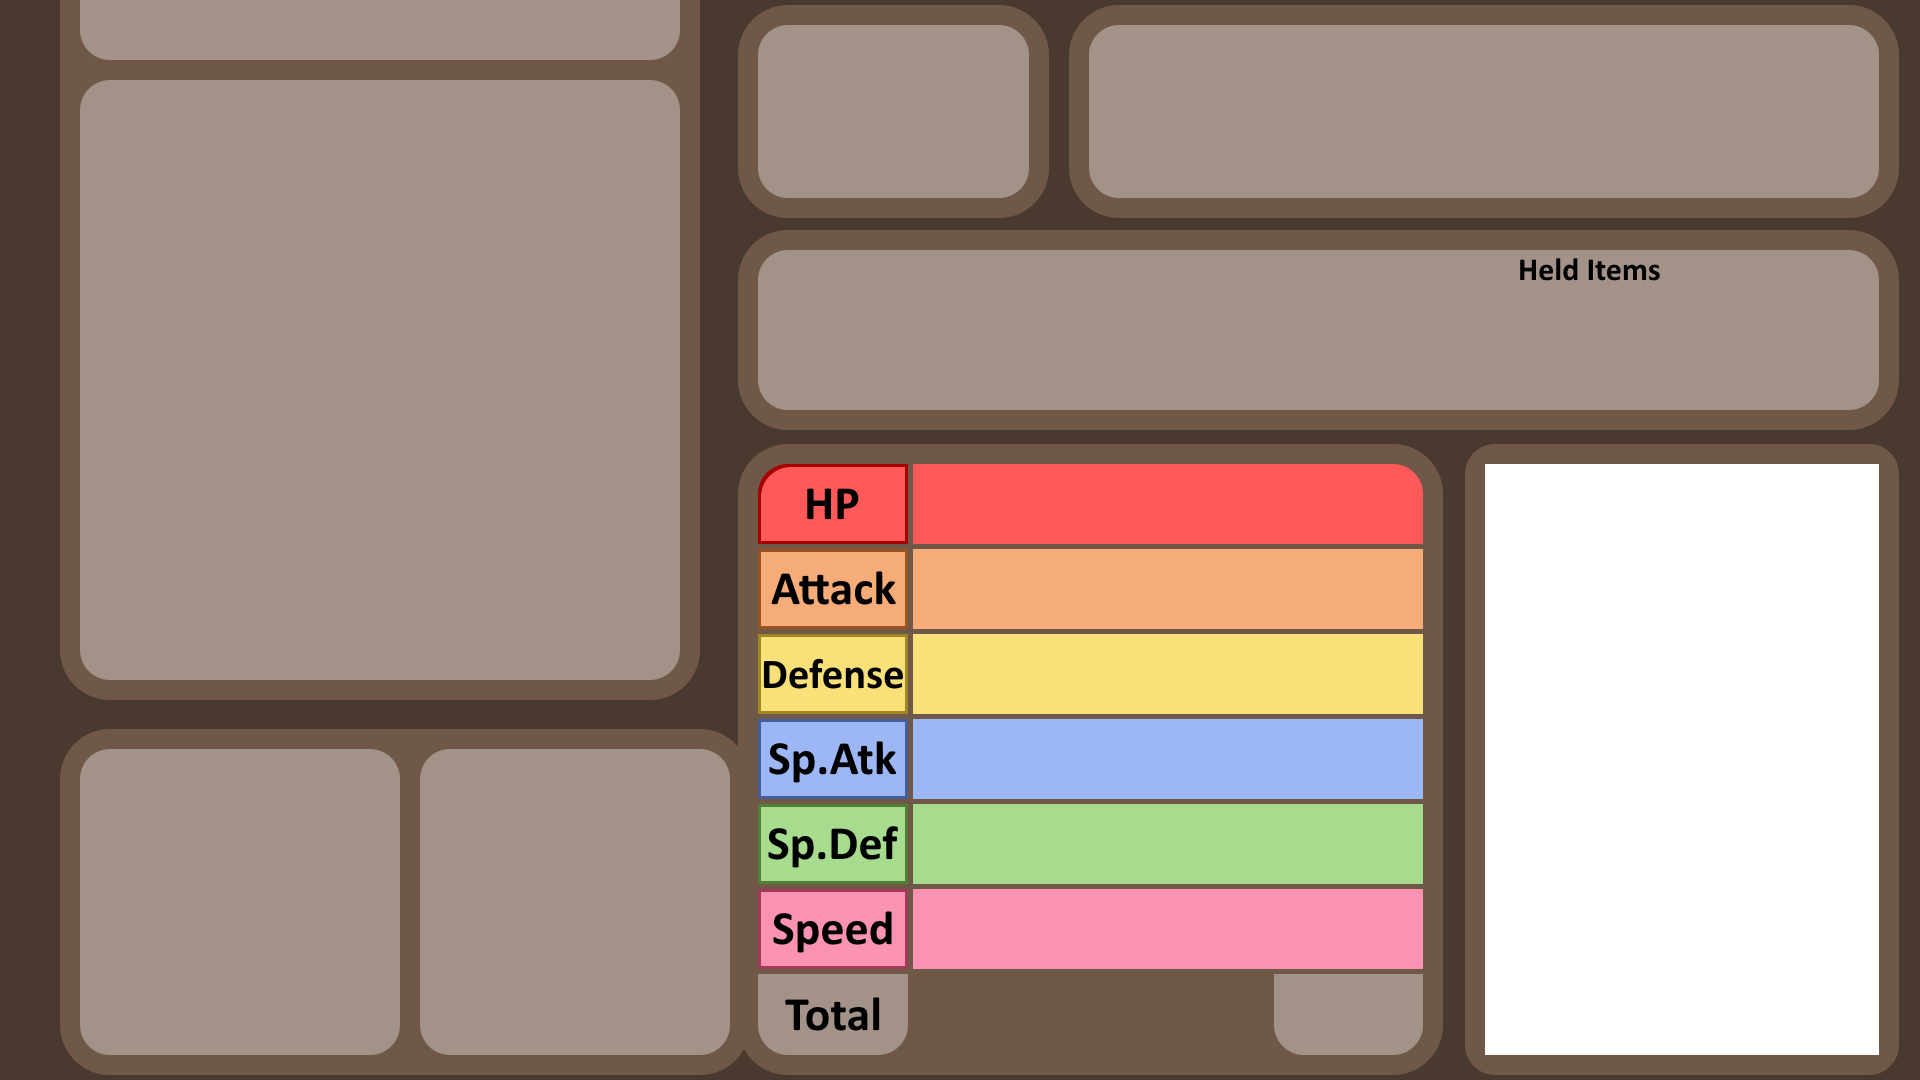 Held Items
HP
Attack
Defense
Sp.Atk
Sp.Def
Speed
Total